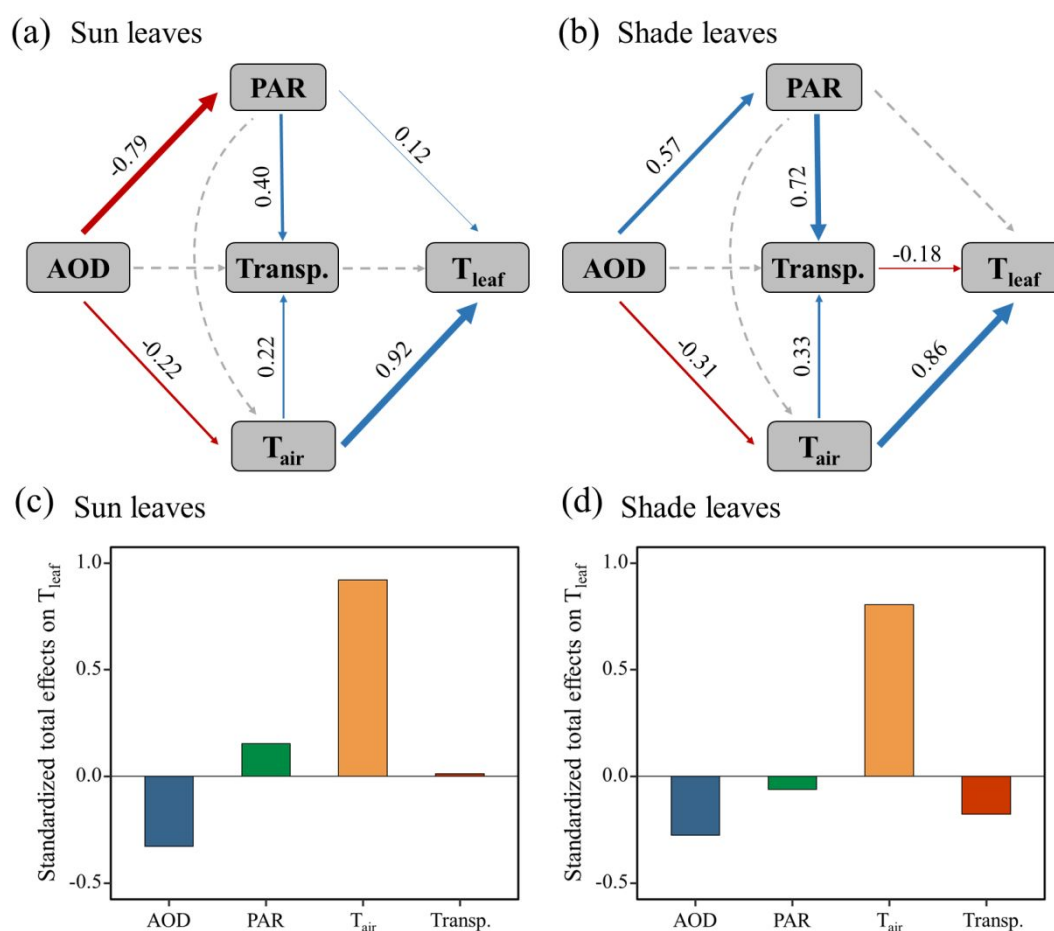 (a) Sun leaves
PAR
-0.79
0.40
0.12
AOD
Transp.
T_leaf
-0.22
0.22
0.92
T_air
(b) Shade leaves
PAR
0.57
0.72
AOD
Transp.
-0.18
T_leaf
-0.31
0.33
0.86
T_air
(c) Sun leaves
Standardized total effects on T_leaf
1.0
0.5
0.0
-0.5
AOD PAR T_air Transp.
(d) Shade leaves
Standardized total effects on T_leaf
1.0
0.5
0.0
-0.5
AOD PAR T_air Transp.